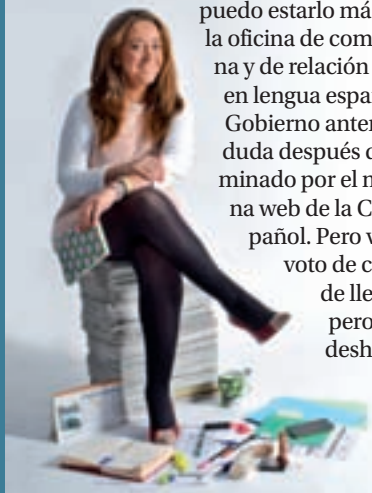 puedo estarlo má
la oficina de com
na y de relación
en lengua espa
Gobierno anter
duda después d
minado por el n
na web de la C
pañol. Pero v
voto de c
de lle
pero
desh